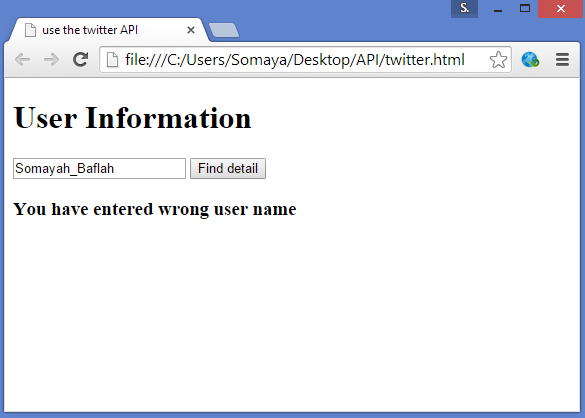 S.
use the twitter API
file:///C:/Users/Somaya/Desktop/API/twitter.html
User Information
Somayah_Baflah Find detail
You have entered wrong user name